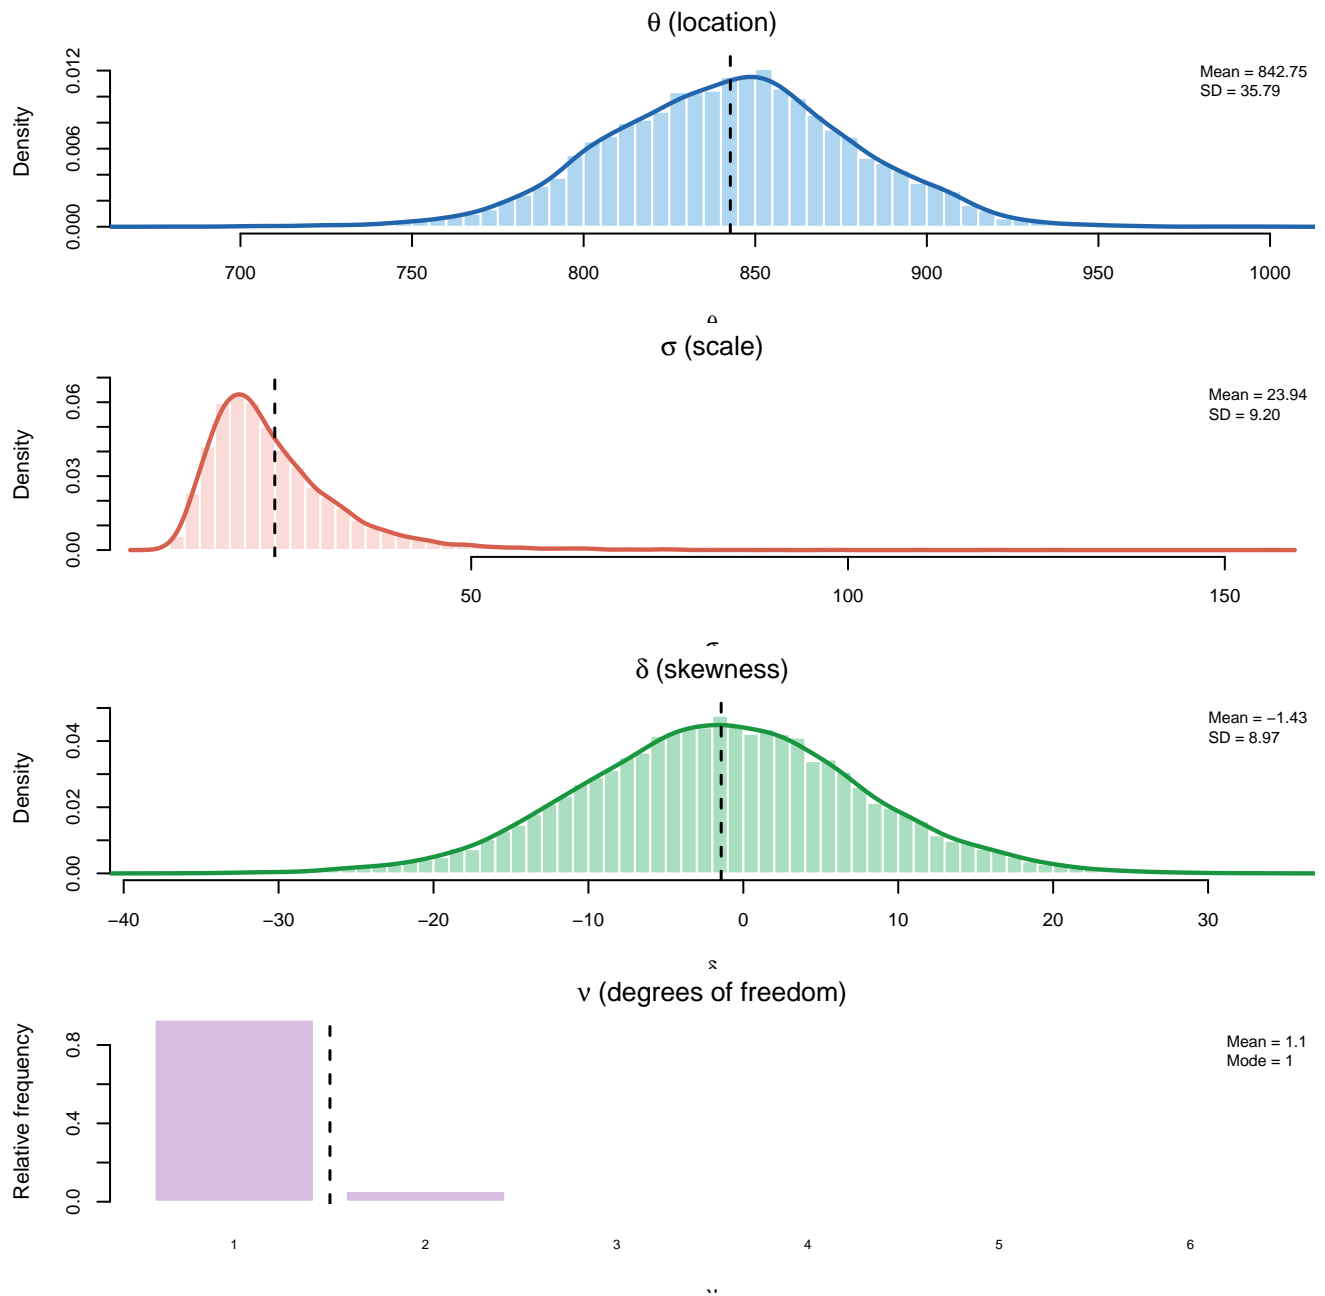 θ (location)
Mean = 842.75
SD = 35.79
Density
0.000
0.006
0.012
700 750 800 850 900 950 1000
θ
σ (scale)
Mean = 23.94
SD = 9.20
Density
0.00
0.03
0.06
50 100 150
σ
δ (skewness)
Mean = −1.43
SD = 8.97
Density
0.00
0.02
0.04
−40 −30 −20 −10 0 10 20 30
δ
ν (degrees of freedom)
Mean = 1.1
Mode = 1
Relative frequency
0.0
0.4
0.8
1 2 3 4 5 6
ν